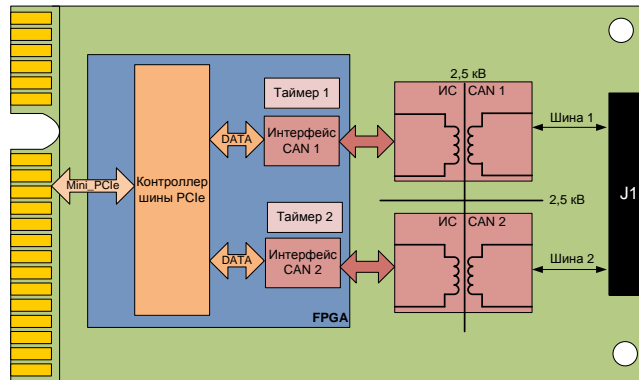 2,5 кВ
Таймер 1
ИС
CAN 1
Шина 1
DATA
Интерфейс
CAN 1
Mini_PCIe
Контроллер
шины PCIe
J1
2,5 кВ
Таймер 2
ИС
CAN 2
DATA
Интерфейс
CAN 2
Шина 2
FPGA